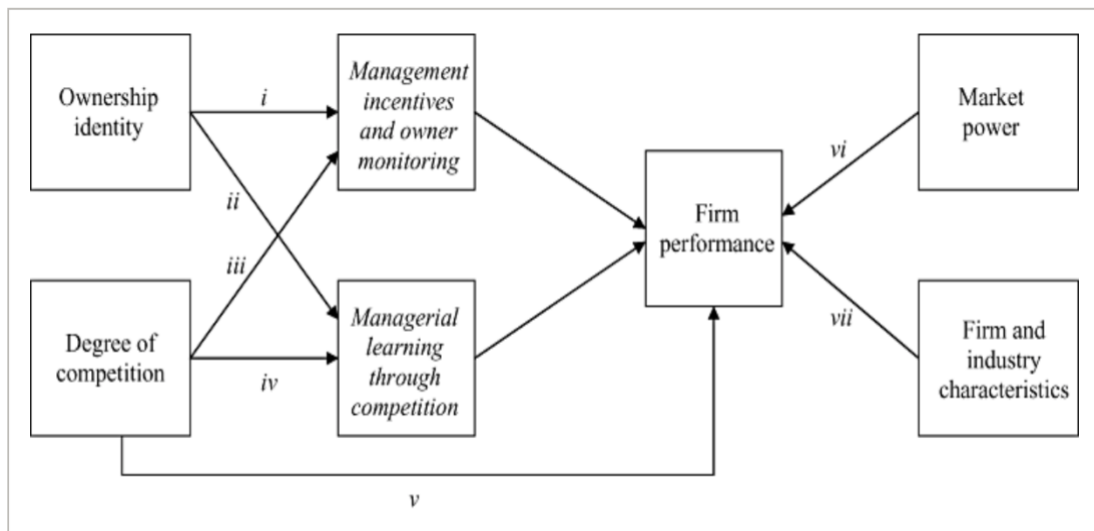 Ownership
identity
i
ii
iii
Degree of
competition
iv
v
Management
incentives
and owner
monitoring
Managerial
learning
through
competition
Firm
performance
vi
vii
Market
power
Firm and
industry
characteristics